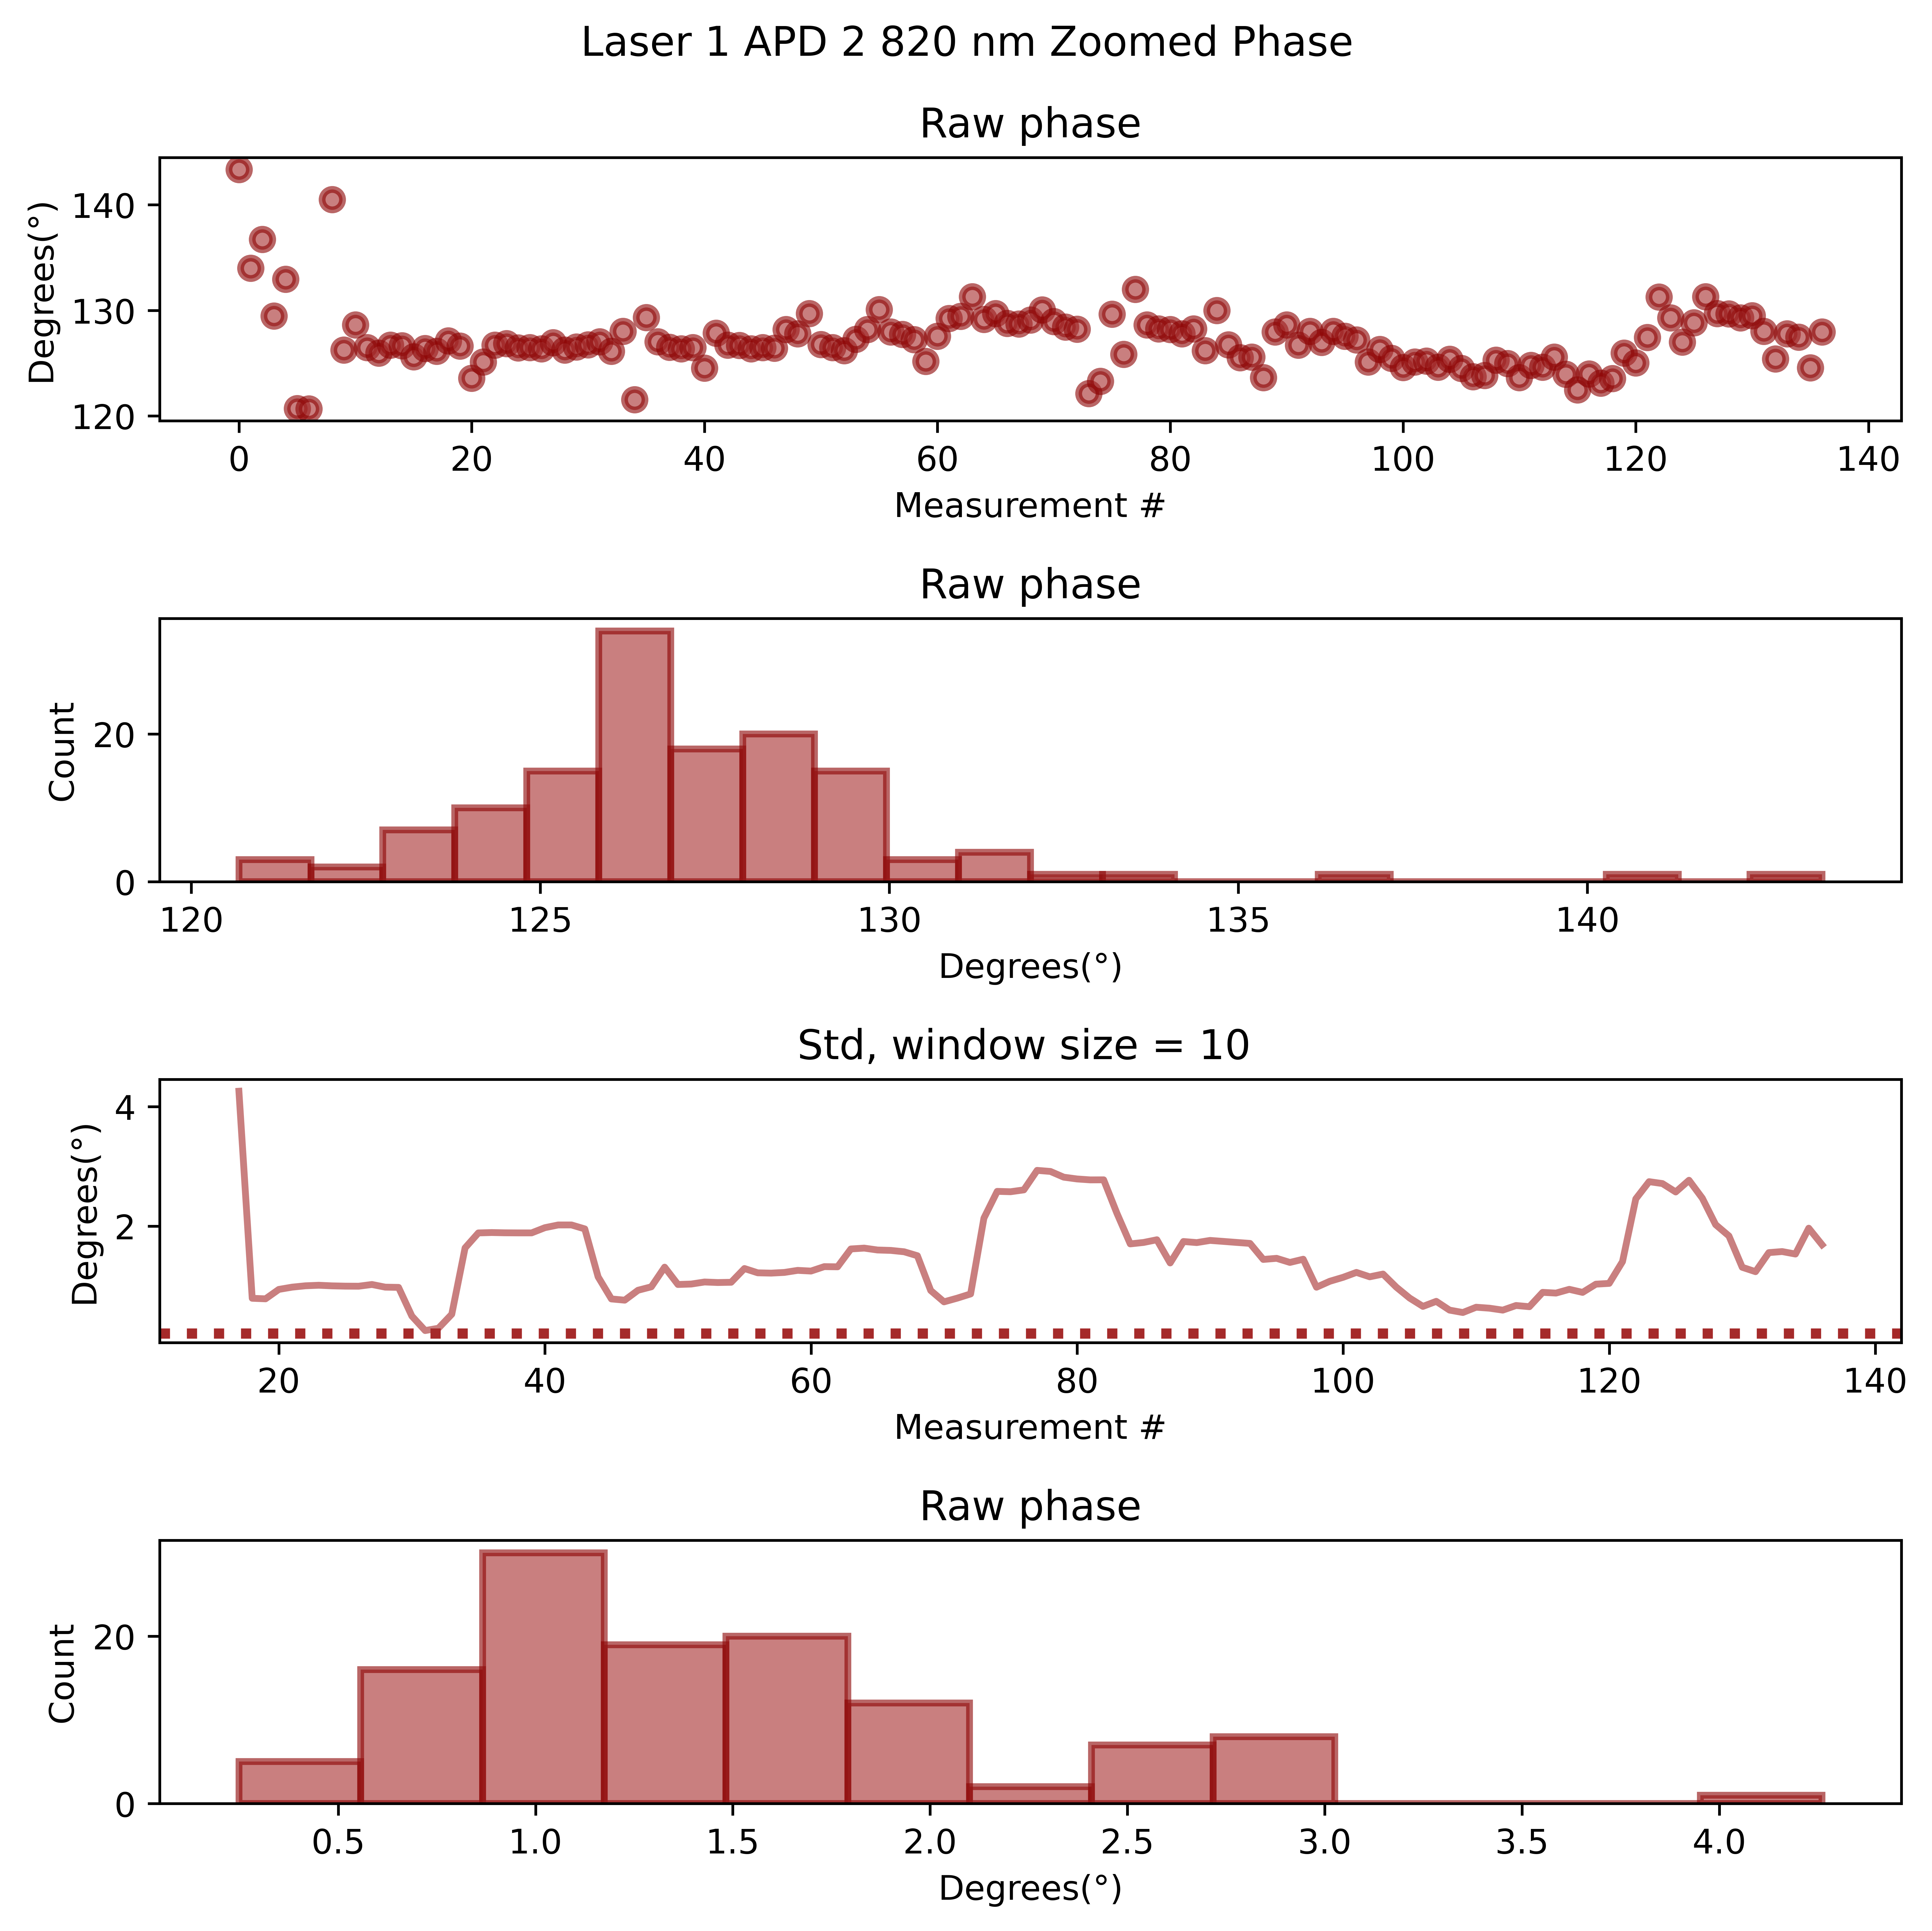 Laser 1 APD 2 820 nm Zoomed Phase
Raw phase
Degrees(°)
140
130
120
0 20 40 60 80 100 120 140
Measurement #
Raw phase
Count
20
0
120 125 130 135 140
Degrees(°)
Std, window size = 10
Degrees(°)
4
2
20 40 60 80 100 120 140
Measurement #
Raw phase
Count
20
0
0.5 1.0 1.5 2.0 2.5 3.0 3.5 4.0
Degrees(°)